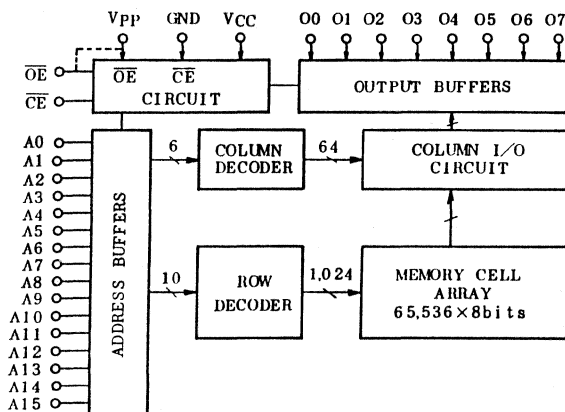 VPP GND VCC O0 O1 O2 O3 O4 O5 O6 O7
OE OE CE
CIRCUIT
OUTPUT BUFFERS
CE
A0
A1
A2
A3
A4
A5
A6
A7
A8
A9
A10
A11
A12
A13
A14
A15
ADDRESS BUFFERS
6
COLUMN
DECODER
64
COLUMN I/O
CIRCUIT
10
ROW
DECODER
1,024
MEMORY CELL
ARRAY
65,536×8bits